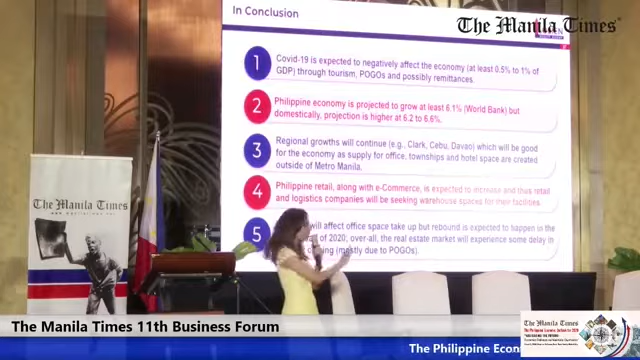 In Conclusion
The Manila Times
1
Covid-19 is expected to negatively affect the economy (at least 0.5% to 1% of
GDP) through tourism, POGOs and possibly remittances.
2
Philippine economy is projected to grow at least 6.1% (World Bank) but
domestically, projection is higher at 6.2 to 6.6%.
3
Regional growths will continue (e.g., Clark, Cebu, Davao) which will be good
for the economy as supply for office, townships and hotel space are created
outside of Metro Manila.
4
Philippine retail, along with e-Commerce, is expected to increase and thus retail
and logistics companies will be seeking warehouse spaces for their facilities.
5
will affect office space take up but rebound is expected to happen in the
of 2020; over-all, the real estate market will experience some delay in
(mostly due to POGOs).
The Manila Times
The Manila Times 11th Business Forum
The Philippine Econ
The Manila Times